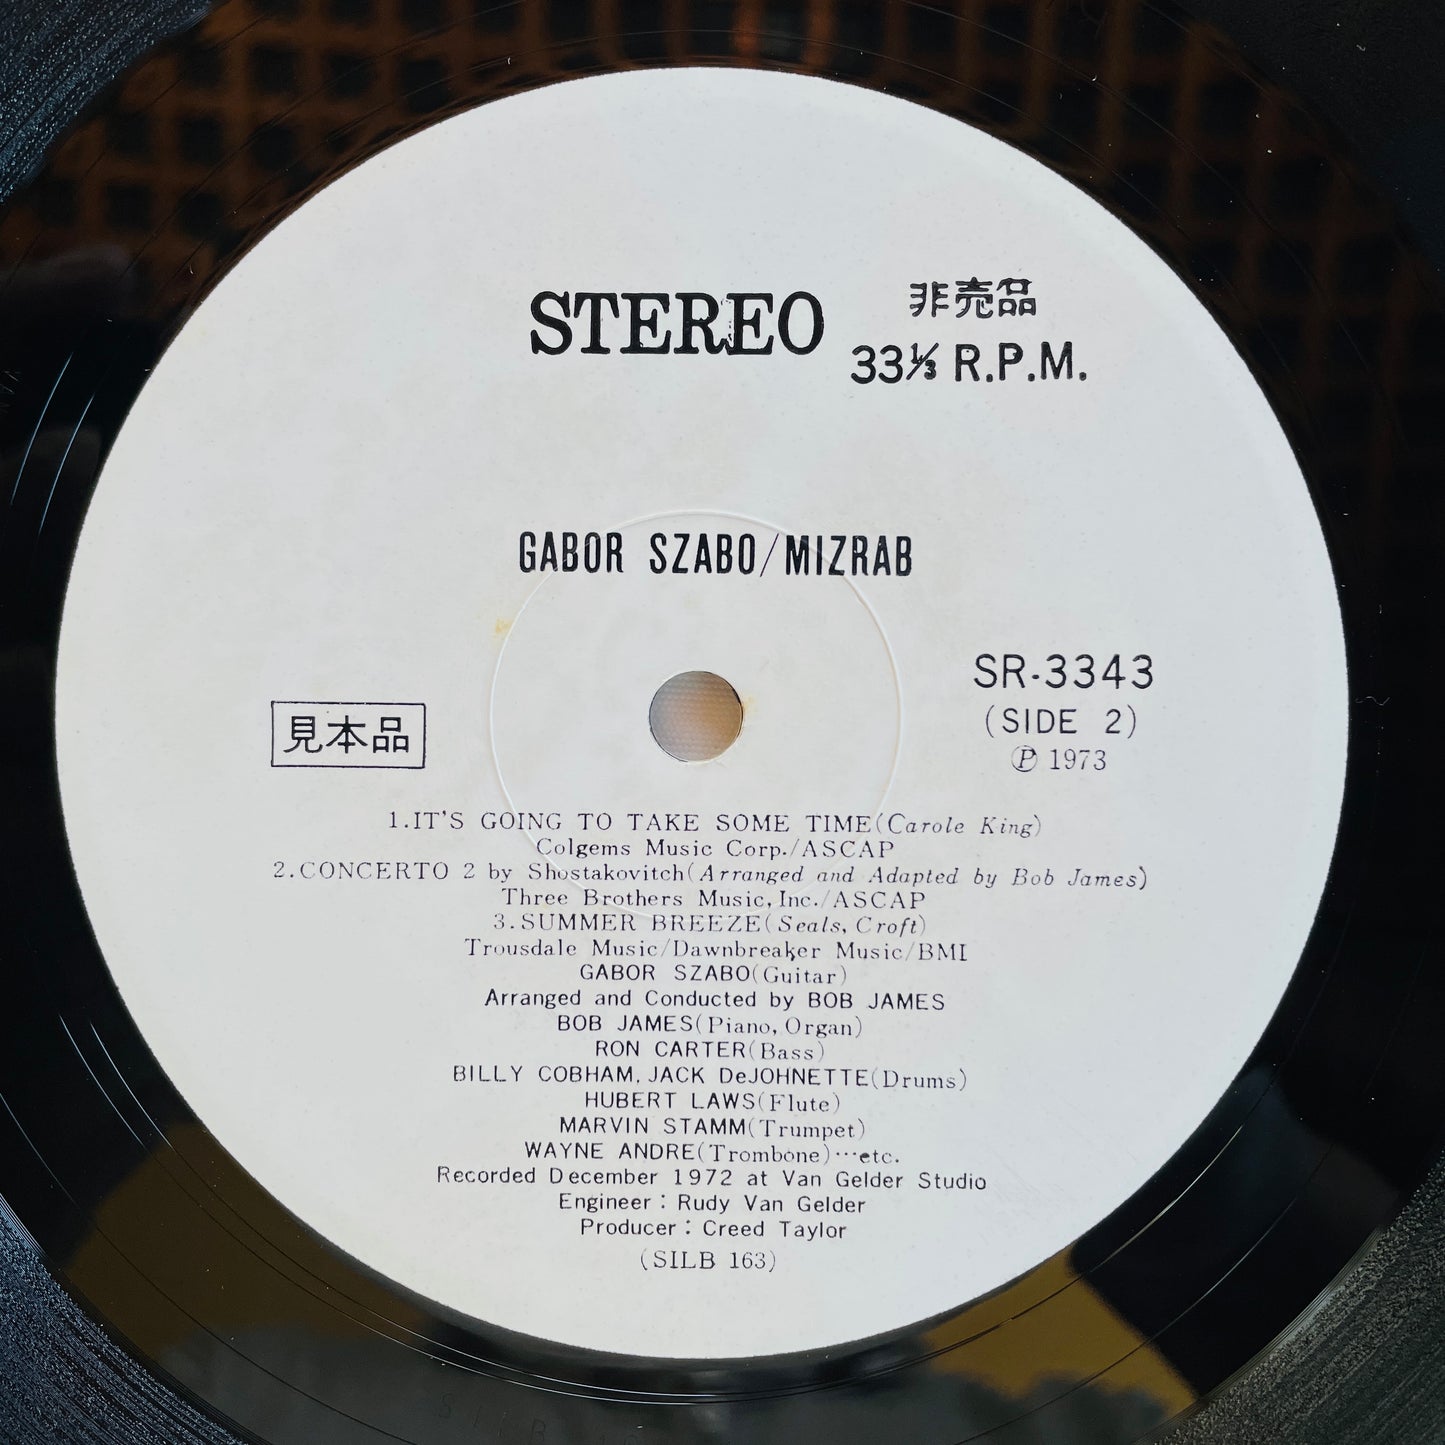 STEREO
非売品
33⅓ R.P.M.
GABOR SZABO/MIZRAB
SR-3343
(SIDE 2)
Ⓟ 1973
見本品
1.IT'S GOING TO TAKE SOME TIME(Carole King)
Colgems Music Corp./ASCAP
2.CONCERTO 2 by Shostakovitch(Arranged and Adapted by Bob James)
Three Brothers Music, Inc./ASCAP
3.SUMMER BREEZE(Seals, Croft)
Trousdale Music/Dawnbreaker Music/BMI
GABOR SZABO(Guitar)
Arranged and Conducted by BOB JAMES
BOB JAMES(Piano, Organ)
RON CARTER(Bass)
BILLY COBHAM, JACK DeJOHNETTE(Drums)
HUBERT LAWS(Flute)
MARVIN STAMM(Trumpet)
WAYNE ANDRE(Trombone)…etc.
Recorded December 1972 at Van Gelder Studio
Engineer : Rudy Van Gelder
Producer : Creed Taylor
(SILB 163)